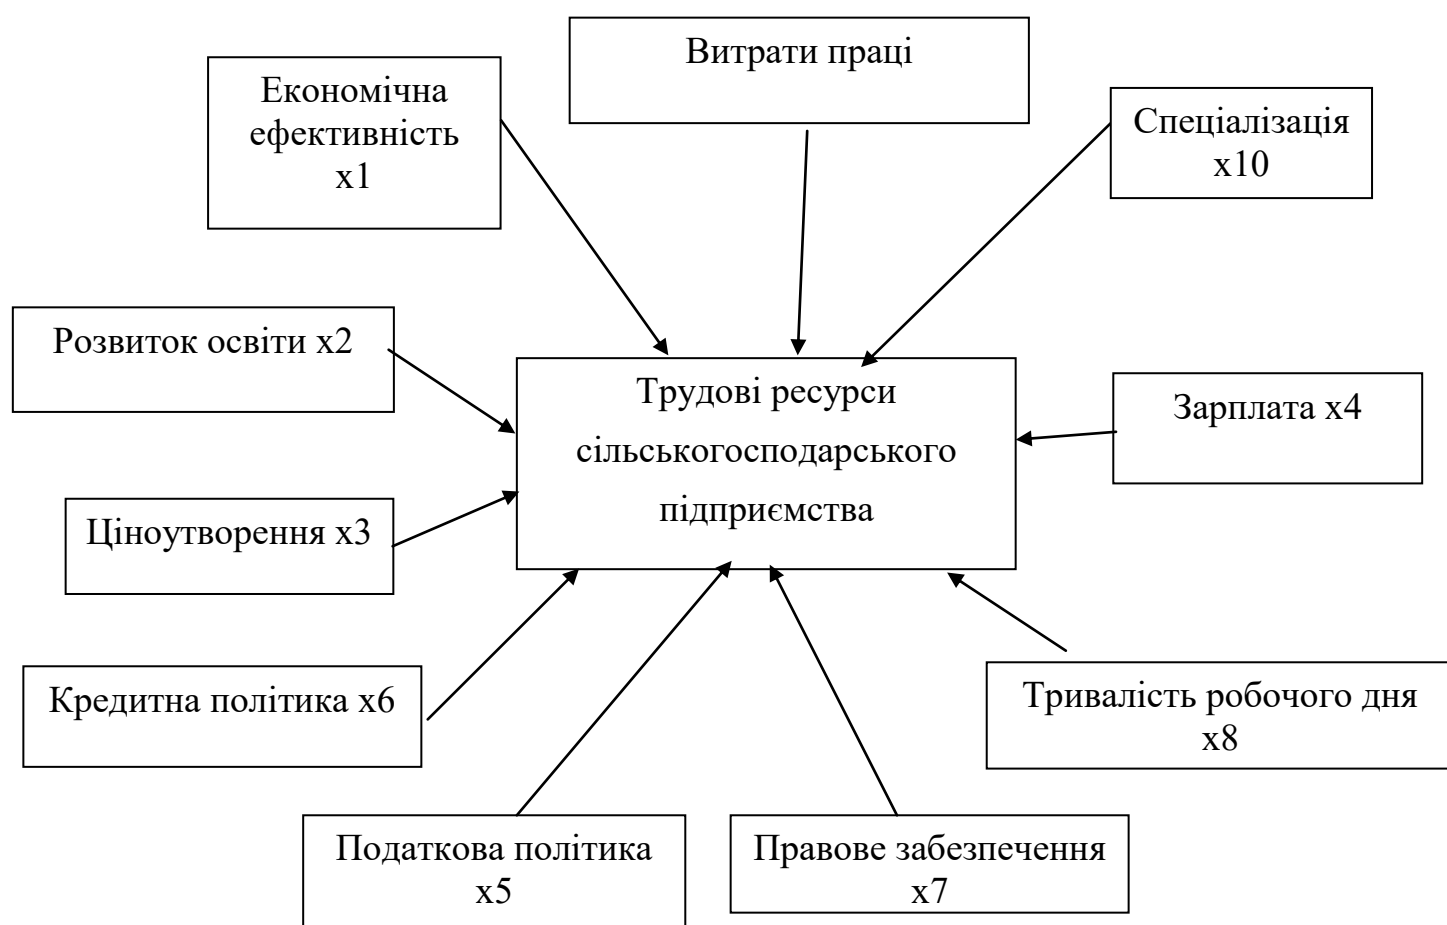 Витрати праці
Економічна
ефективність
х1
Спеціалізація
х10
Розвиток освіти х2
Трудові ресурси
сільськогосподарського
підприємства
Зарплата х4
Ціноутворення х3
Кредитна політика х6
Тривалість робочого дня
х8
Податкова політика
х5
Правове забезпечення
х7